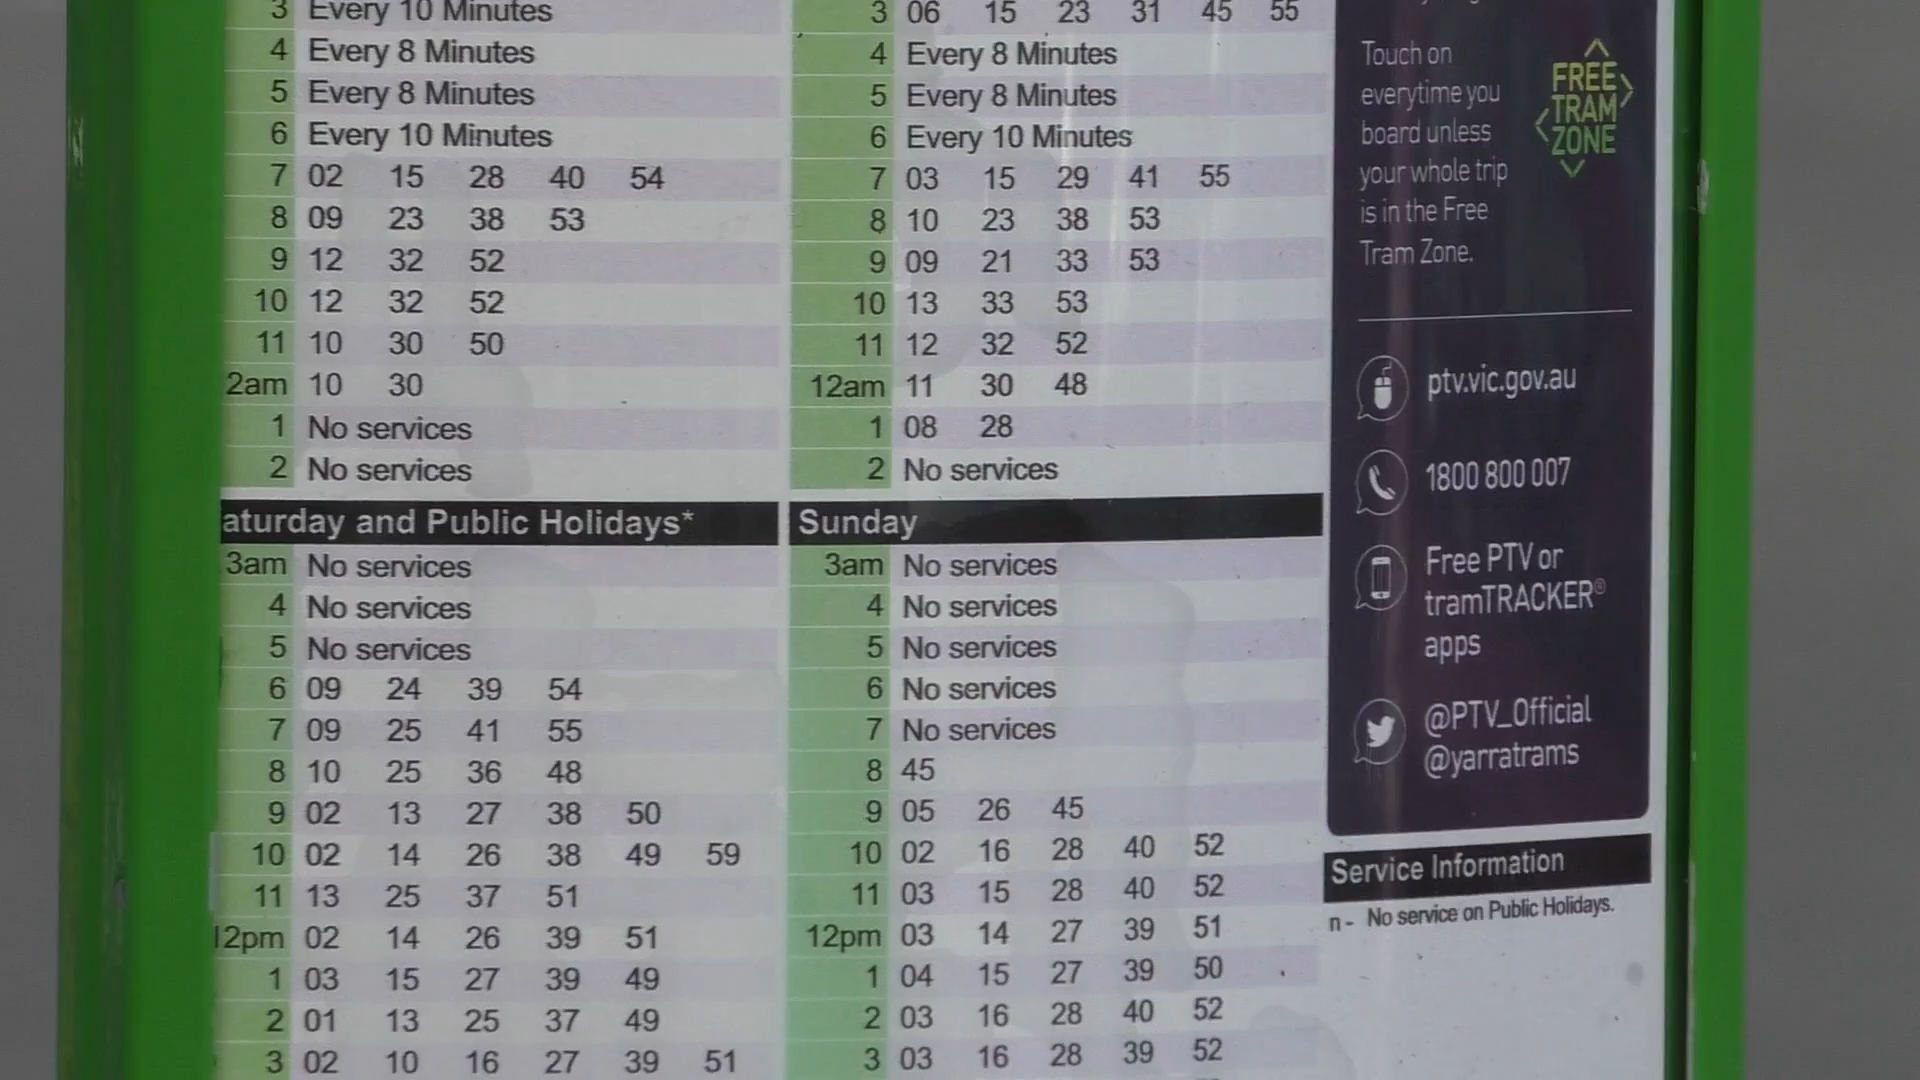 3 Every 10 Minutes
4 Every 8 Minutes
5 Every 8 Minutes
6 Every 10 Minutes
7 02 15 28 40 54
8 09 23 38 53
9 12 32 52
10 12 32 52
11 10 30 50
2am 10 30
1 No services
2 No services
aturday and Public Holidays*
3am No services
4 No services
5 No services
6 09 24 39 54
7 09 25 41 55
8 10 25 36 48
9 02 13 27 38 50
10 02 14 26 38 49 59
11 13 25 37 51
12pm 02 14 26 39 51
1 03 15 27 39 49
2 01 13 25 37 49
3 02 10 16 27 39 51
3 06 15 23 31 45 55
4 Every 8 Minutes
5 Every 8 Minutes
6 Every 10 Minutes
7 03 15 29 41 55
8 10 23 38 53
9 09 21 33 53
10 13 33 53
11 12 32 52
12am 11 30 48
1 08 28
2 No services
Sunday
3am No services
4 No services
5 No services
6 No services
7 No services
8 45
9 05 26 45
10 02 16 28 40 52
11 03 15 28 40 52
12pm 03 14 27 39 51
1 04 15 27 39 50
2 03 16 28 40 52
3 03 16 28 39 52
Touch on
everytime you
board unless
your whole trip
is in the Free
Tram Zone.
FREE
TRAM
ZONE
ptv.vic.gov.au
1800 800 007
Free PTV or
tramTRACKER®
apps
@PTV_Official
@yarratrams
Service Information
n - No service on Public Holidays.